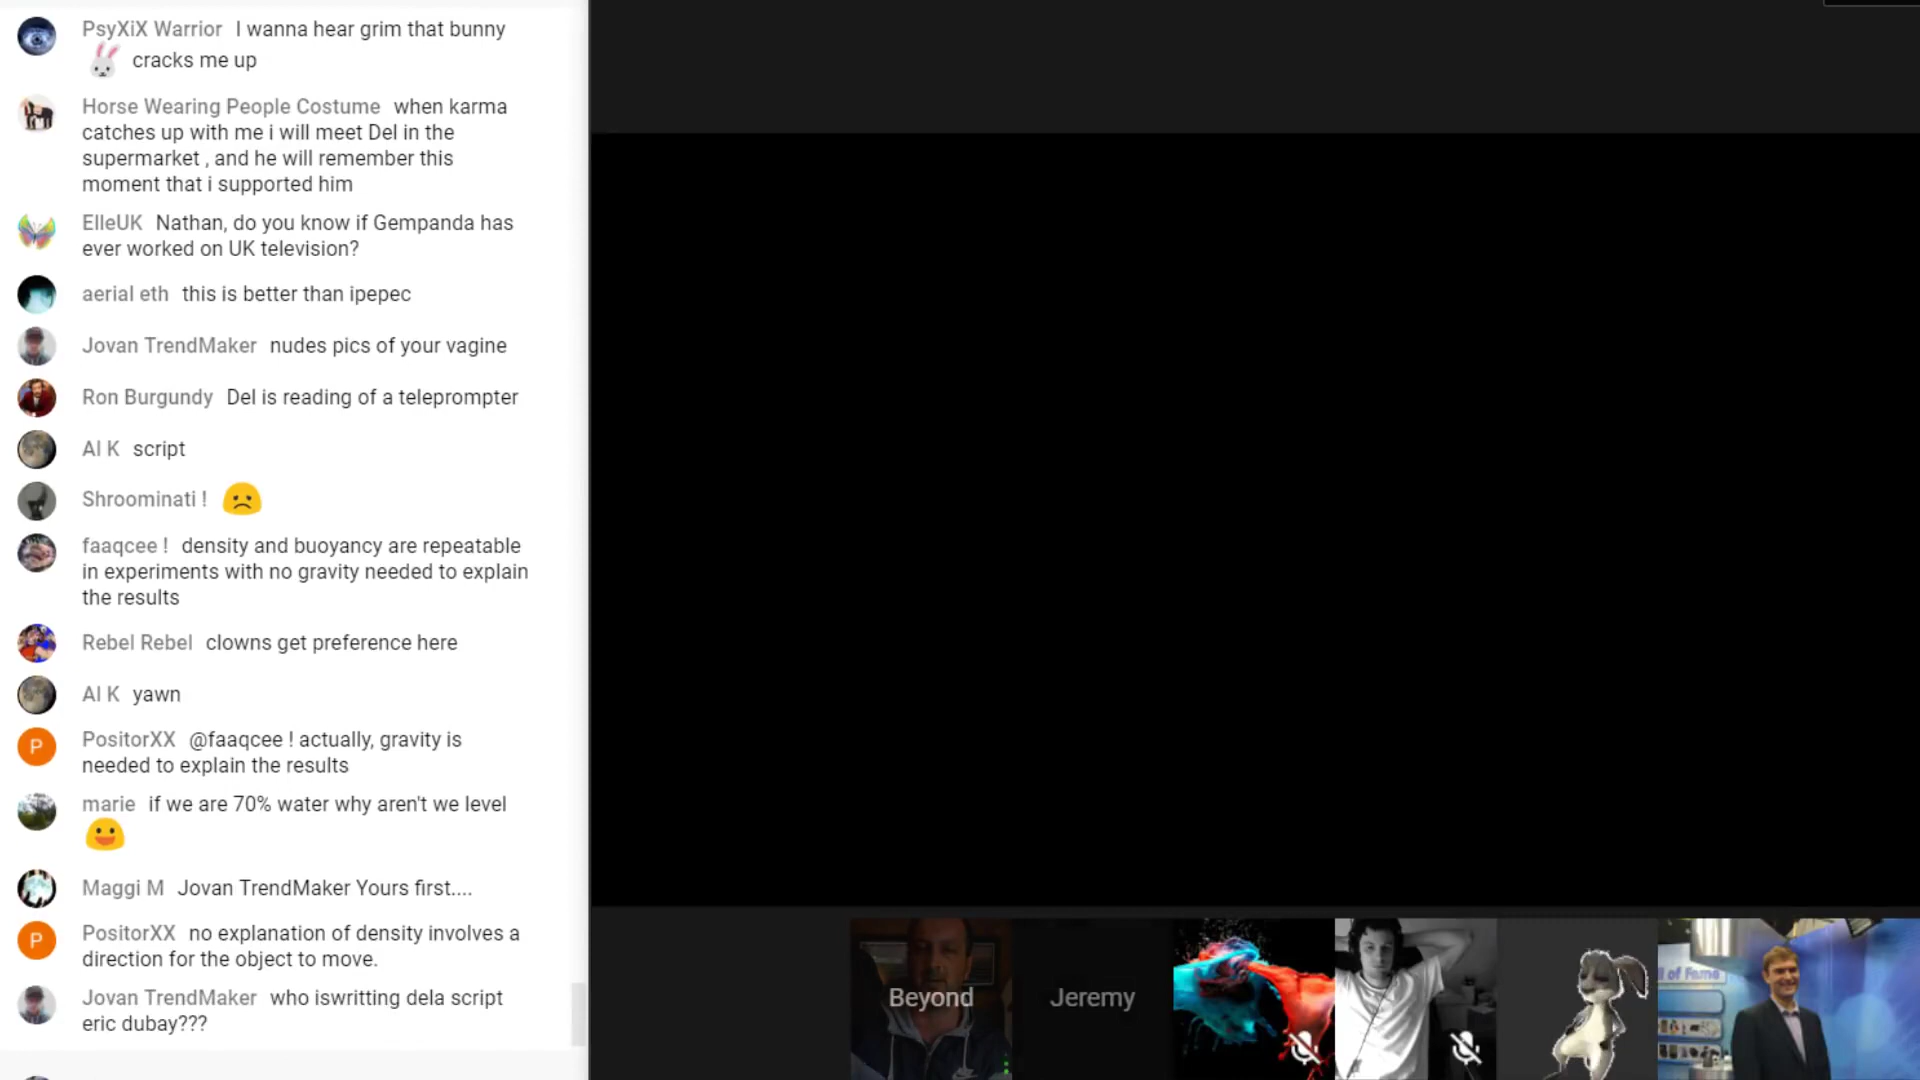 PsyXiX Warrior I wanna hear grim that bunny
cracks me up
Horse Wearing People Costume when karma
catches up with me i will meet Del in the
supermarket , and he will remember this
moment that i supported him
ElleUK Nathan, do you know if Gempanda has
ever worked on UK television?
aerial eth this is better than ipepec
Jovan TrendMaker nudes pics of your vagine
Ron Burgundy Del is reading of a teleprompter
Al K script
Shroominati !
faaqcee ! density and buoyancy are repeatable
in experiments with no gravity needed to explain
the results
Rebel Rebel clowns get preference here
Al K yawn
P PositorXX @faaqcee ! actually, gravity is
needed to explain the results
marie if we are 70% water why aren't we level
Maggi M Jovan TrendMaker Yours first....
P PositorXX no explanation of density involves a
direction for the object to move.
Jovan TrendMaker who iswritting dela script
eric dubay???
Beyond
Jeremy
l of Fame